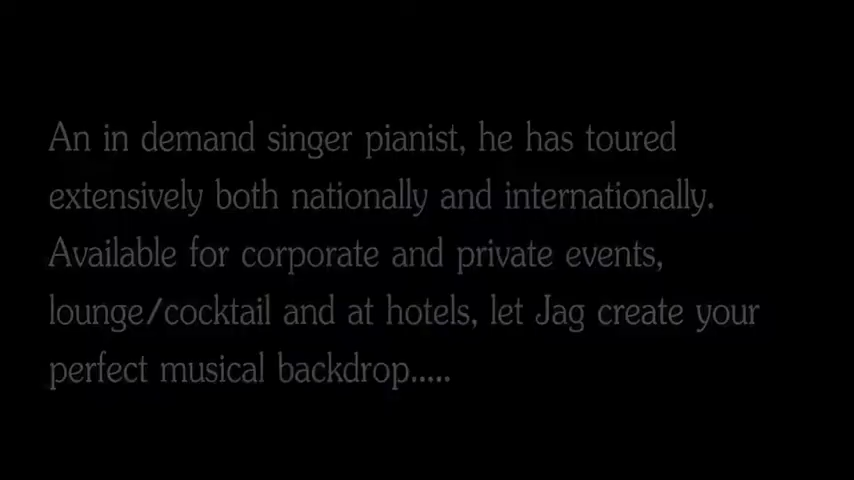 An in demand singer pianist, he has toured
extensively both nationally and internationally.
Available for corporate and private events,
lounge/cocktail and at hotels, let Jag create your
perfect musical backdrop.....